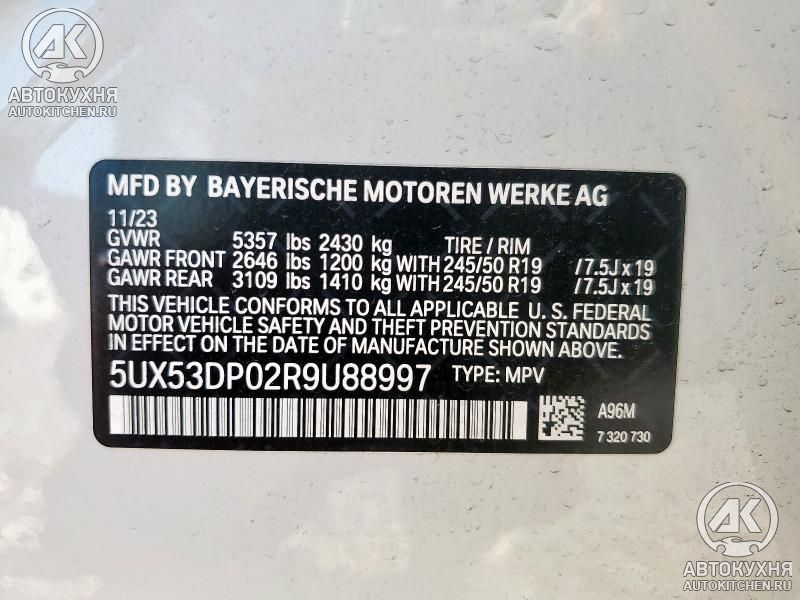 AK
АВТОКУХНЯ
AUTOKITCHEN.RU
MFD BY BAYERISCHE MOTOREN WERKE AG
11/23
GVWR 5357 lbs 2430 kg TIRE / RIM
GAWR FRONT 2646 lbs 1200 kg WITH 245/50 R19 / 7.5J x 19
GAWR REAR 3109 lbs 1410 kg WITH 245/50 R19 / 7.5J x 19
THIS VEHICLE CONFORMS TO ALL APPLICABLE U. S. FEDERAL
MOTOR VEHICLE SAFETY AND THEFT PREVENTION STANDARDS
IN EFFECT ON THE DATE OF MANUFACTURE SHOWN ABOVE.
5UX53DP02R9U88997 TYPE: MPV
A96M
7 320 730
AK
АВТОКУХНЯ
AUTOKITCHEN.RU